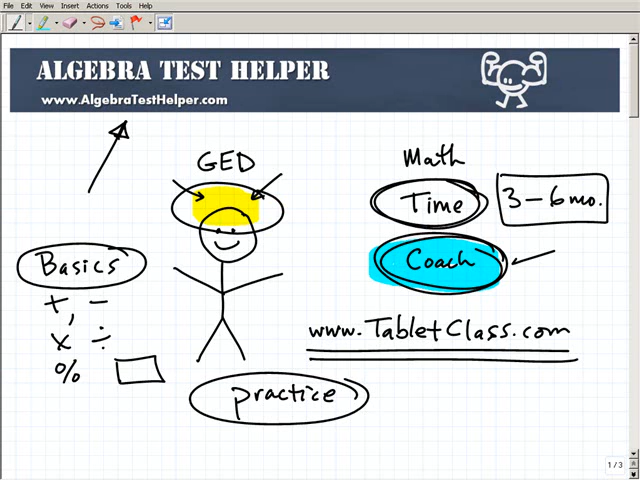 File Edit View Insert Actions Tools Help
ALGEBRA TEST HELPER
www.AlgebraTestHelper.com
GED
Math
Time
3-6 mo.
Coach
Basics
+, -
x ÷
%
www.TabletClass.com
practice
1 / 3